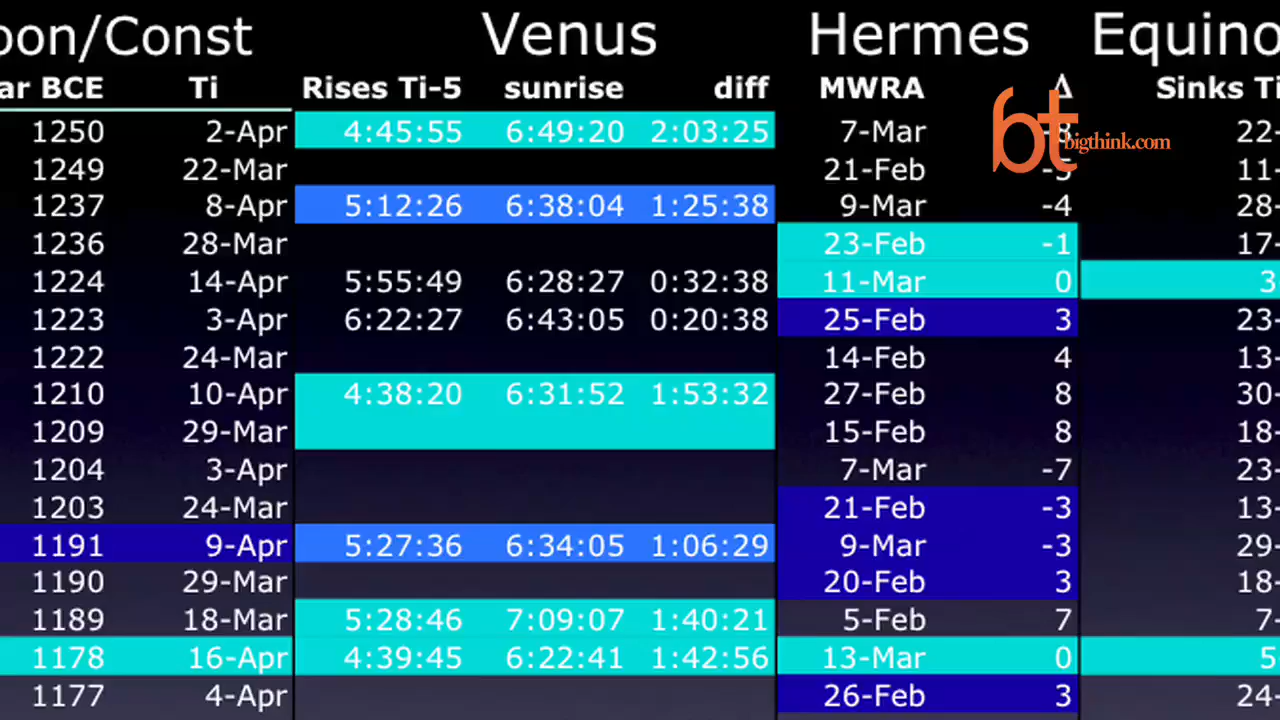 oon/Const Venus Hermes Equino
ar BCE Ti Rises Ti-5 sunrise diff MWRA Δ Sinks Ti
1250 2-Apr 4:45:55 6:49:20 2:03:25 7-Mar -8 22-
bt bigthink.com
1249 22-Mar 21-Feb -5 11-
1237 8-Apr 5:12:26 6:38:04 1:25:38 9-Mar -4 28-
1236 28-Mar 23-Feb -1 17-
1224 14-Apr 5:55:49 6:28:27 0:32:38 11-Mar 0 3
1223 3-Apr 6:22:27 6:43:05 0:20:38 25-Feb 3 23-
1222 24-Mar 14-Feb 4 13-
1210 10-Apr 4:38:20 6:31:52 1:53:32 27-Feb 8 30-
1209 29-Mar 15-Feb 8 18-
1204 3-Apr 7-Mar -7 23-
1203 24-Mar 21-Feb -3 13-
1191 9-Apr 5:27:36 6:34:05 1:06:29 9-Mar -3 29-
1190 29-Mar 20-Feb 3 18-
1189 18-Mar 5:28:46 7:09:07 1:40:21 5-Feb 7 7-
1178 16-Apr 4:39:45 6:22:41 1:42:56 13-Mar 0 5
1177 4-Apr 26-Feb 3 24-